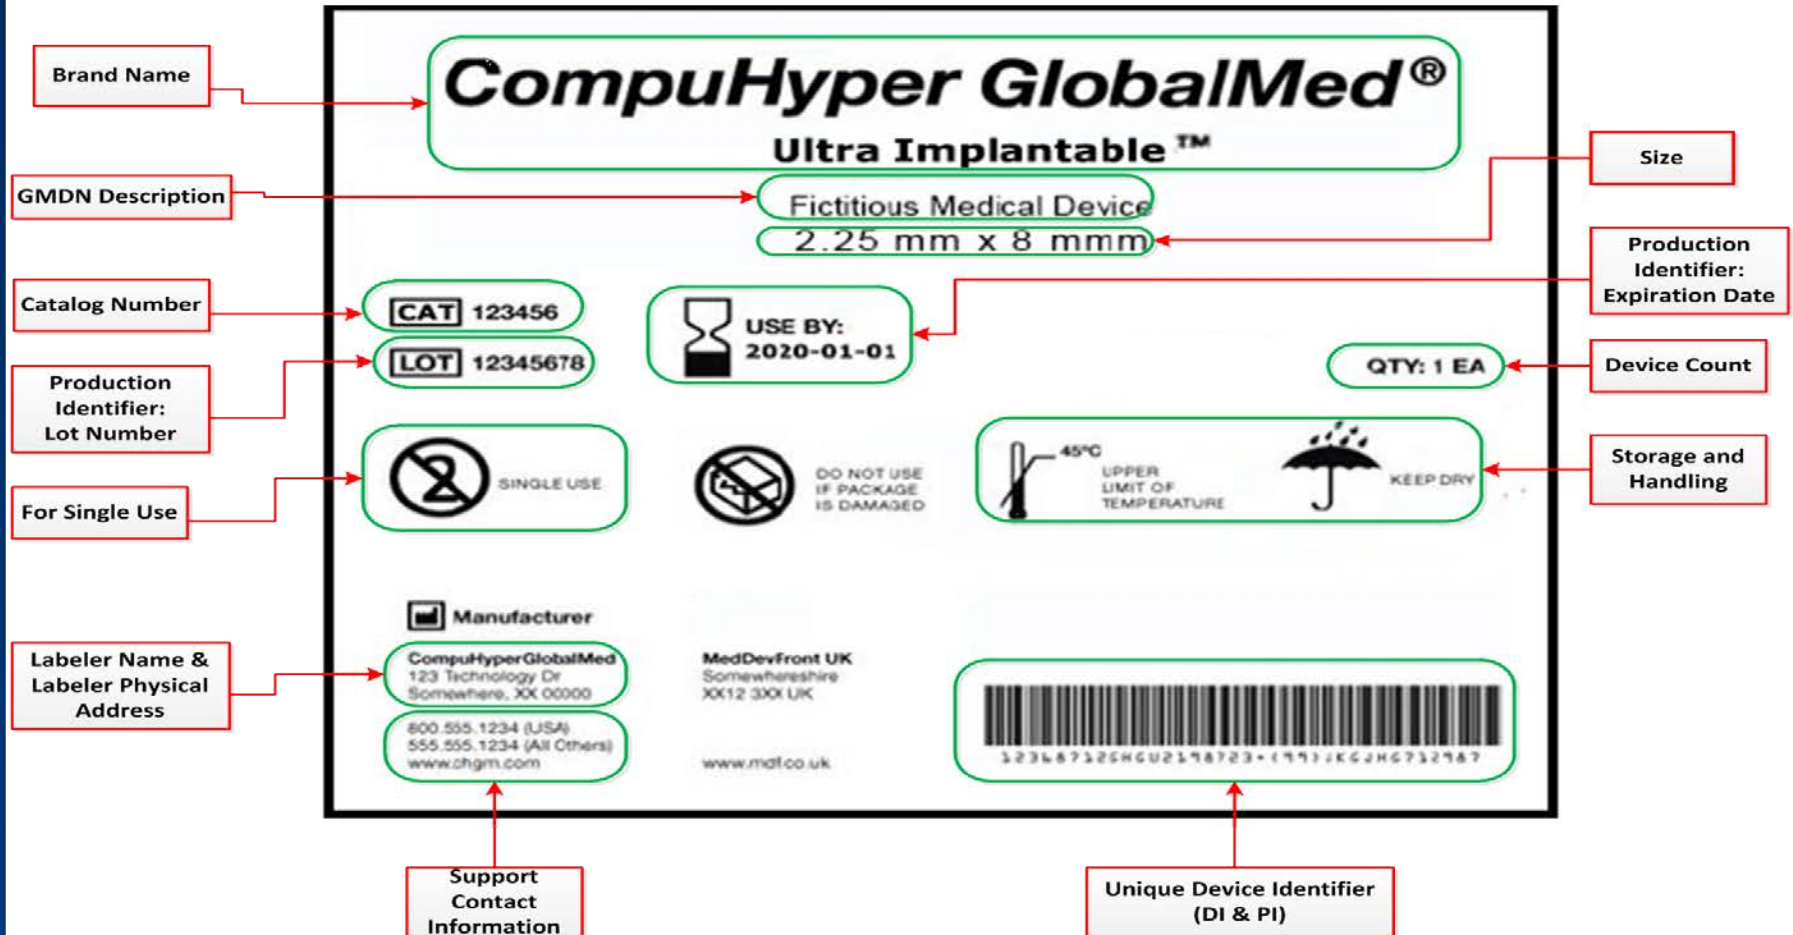 Brand Name
CompuHyper GlobalMed®
Ultra Implantable™
Size
GMDN Description
Fictitious Medical Device
2.25 mm x 8 mmm
Production
Identifier:
Expiration Date
Catalog Number
CAT 123456
USE BY:
2020-01-01
LOT 12345678
QTY: 1 EA
Device Count
Production
Identifier:
Lot Number
For Single Use
2 SINGLE USE
DO NOT USE
IF PACKAGE
IS DAMAGED
45°C
UPPER
LIMIT OF
TEMPERATURE
KEEP DRY
Storage and
Handling
Manufacturer
Labeler Name &
Labeler Physical
Address
CompuHyperGlobalMed
123 Technology Dr
Somewhere, XX 00000
MedDevFront UK
Somewhereshire
XX12 3XX UK
800.555.1234 (USA)
555.555.1234 (All Others)
www.chgm.com
www.mdf.co.uk
Support
Contact
Information
Unique Device Identifier
(DI & PI)